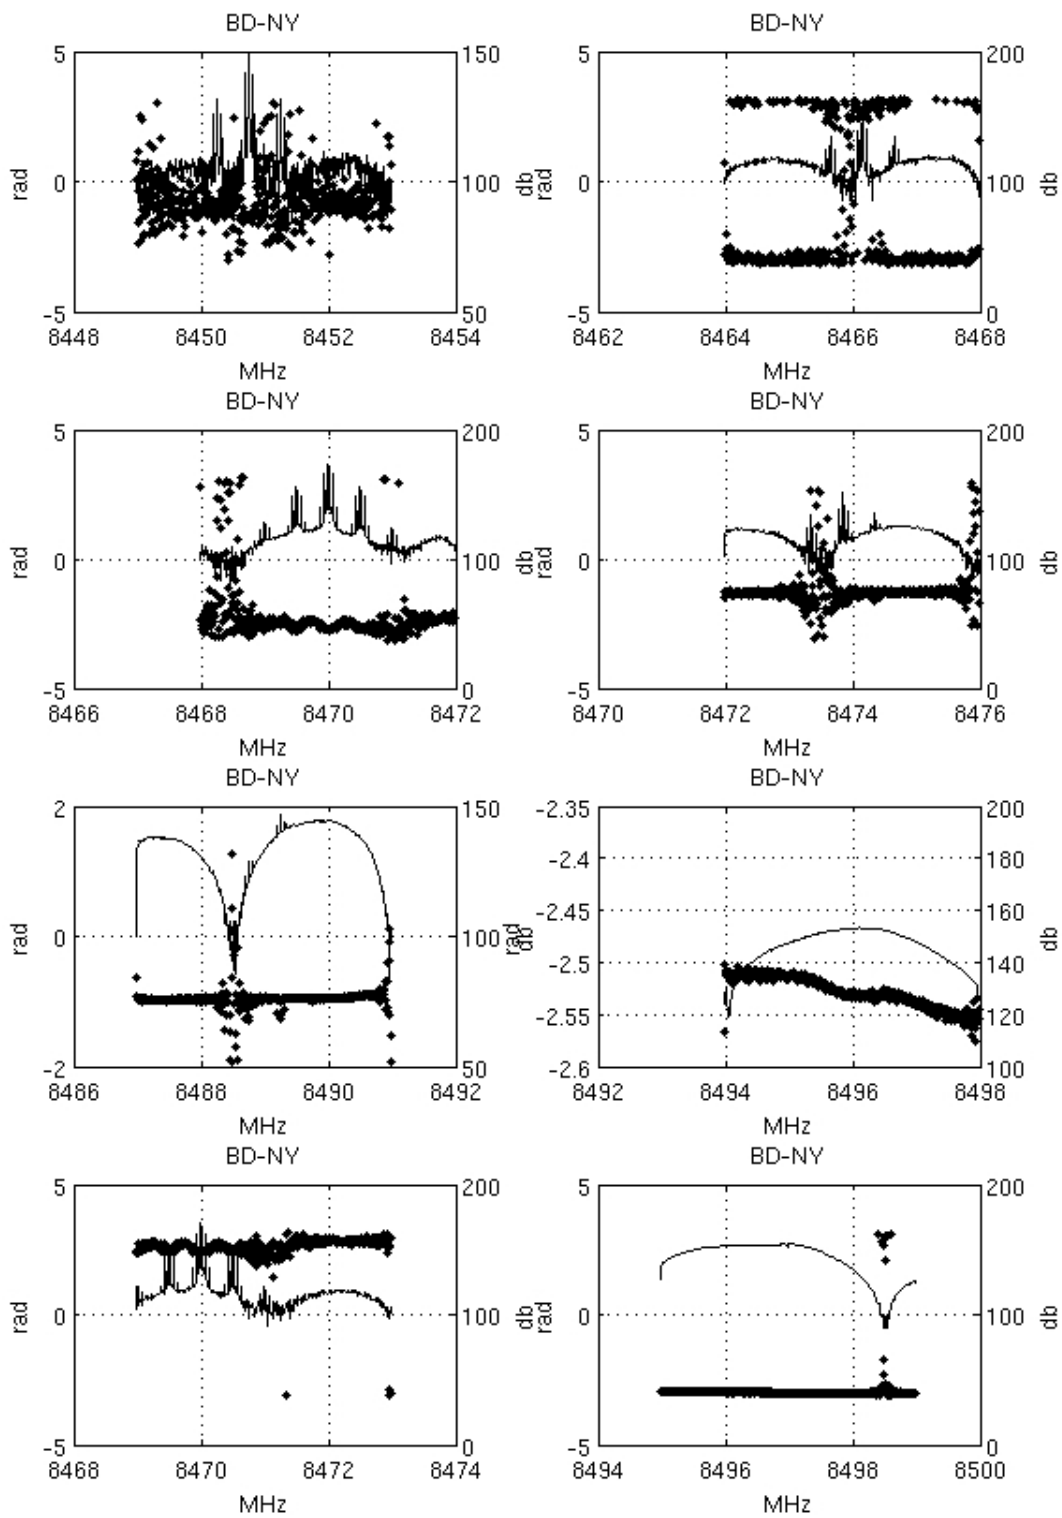 BD-NY BD-NY
5 150 5 200
rad 0 100 db rad 0 100 db
-5 50 -5 0
8448 8450 8452 8454 8462 8464 8466 8468
MHz MHz
BD-NY BD-NY
5 200 5 200
rad 0 100 db rad 0 100 db
-5 0 -5 0
8466 8468 8470 8472 8470 8472 8474 8476
MHz MHz
BD-NY BD-NY
2 150 -2.35 200
-2.4 180
-2.45 160
rad 0 100 db rad -2.5 140 db
-2.55 120
-2 50 -2.6 100
8486 8488 8490 8492 8492 8494 8496 8498
MHz MHz
BD-NY BD-NY
5 200 5 200
rad 0 100 db rad 0 100 db
-5 0 -5 0
8468 8470 8472 8474 8494 8496 8498 8500
MHz MHz